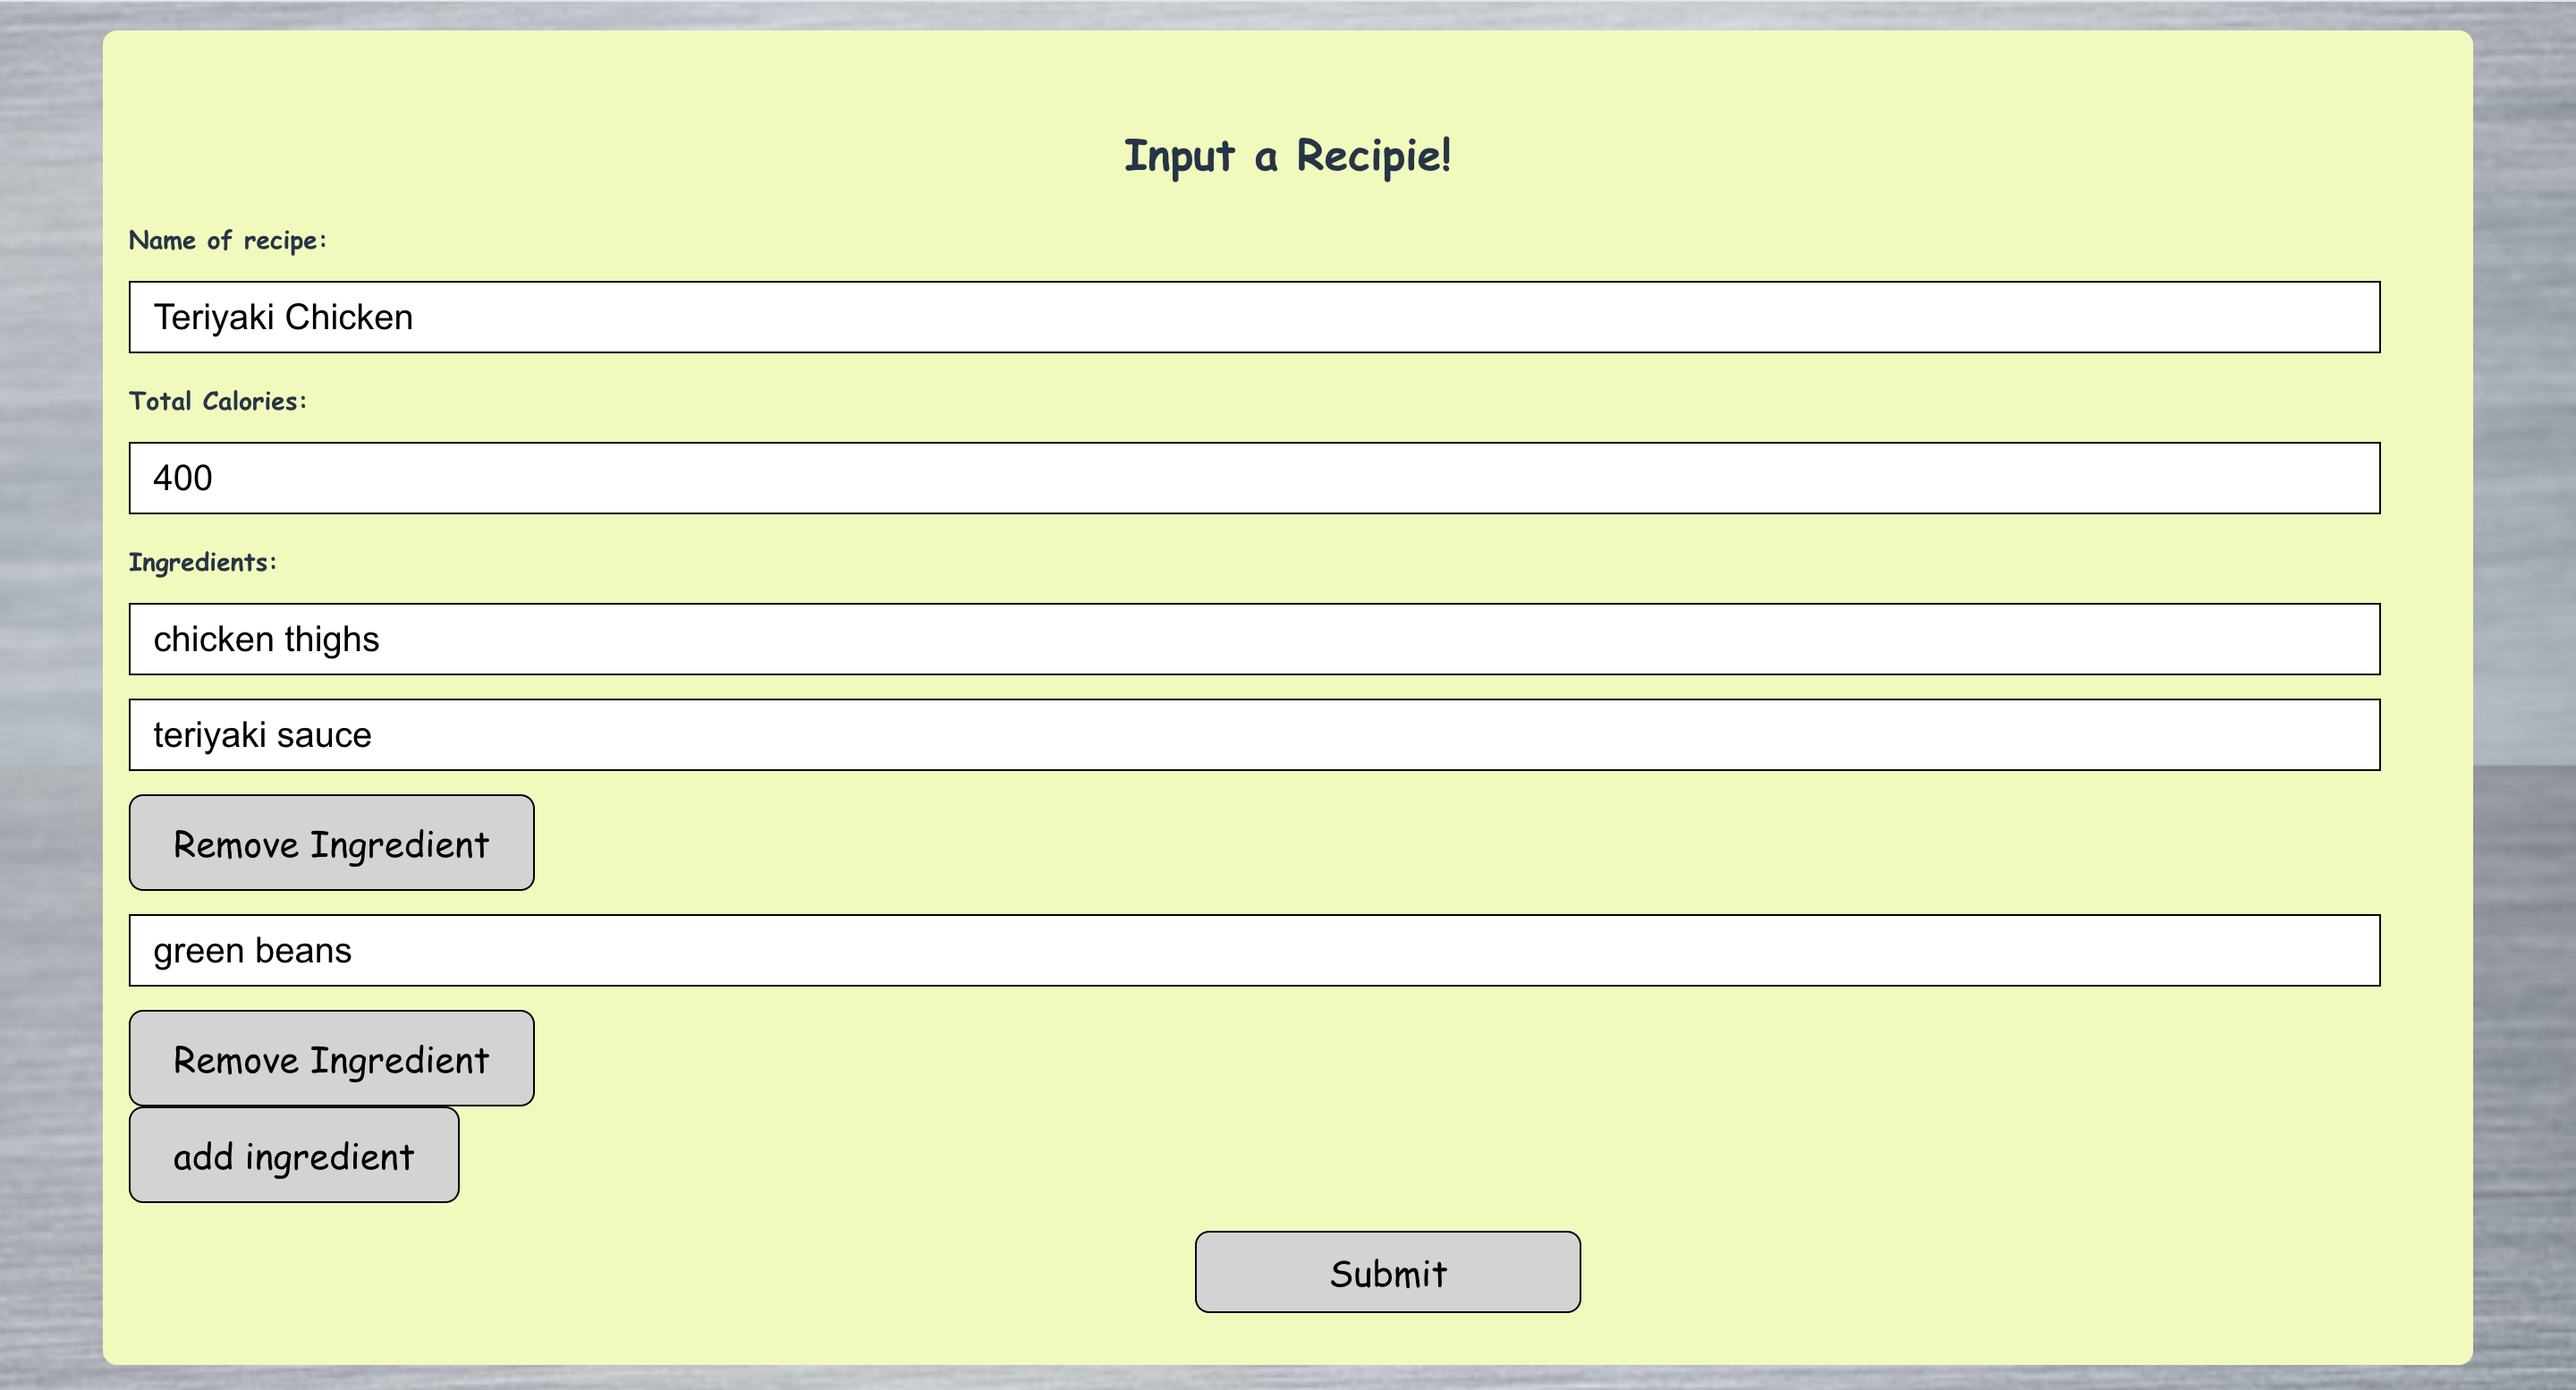 Input a Recipie!
Name of recipe:
Teriyaki Chicken
Total Calories:
400
Ingredients:
chicken thighs
teriyaki sauce
Remove Ingredient
green beans
Remove Ingredient
add ingredient
Submit